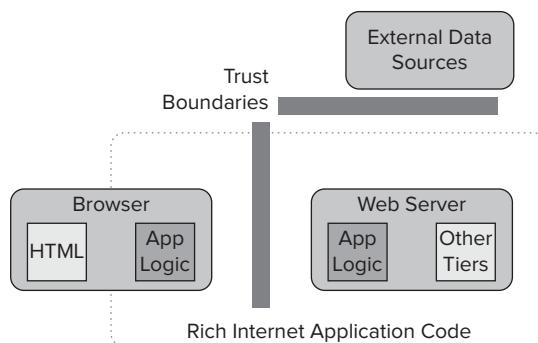 External Data
Sources
Trust
Boundaries
Browser
HTML
App
Logic
Web Server
App
Logic
Other
Tiers
Rich Internet Application Code